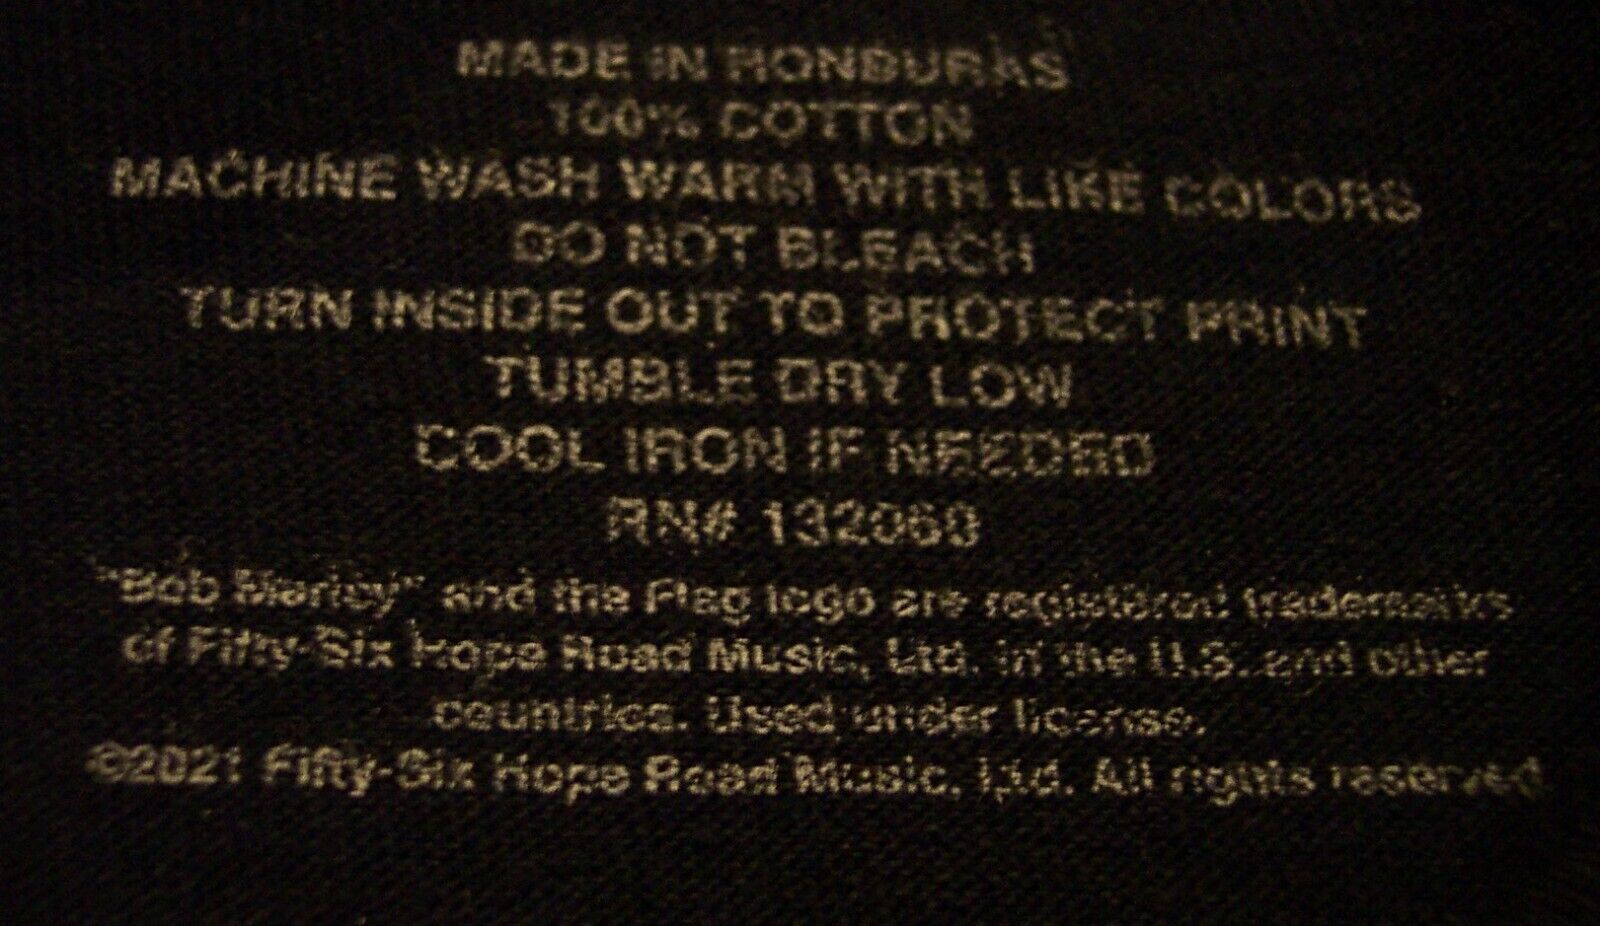 MADE IN HONDURAS
100% COTTON
MACHINE WASH WARM WITH LIKE COLORS
DO NOT BLEACH
TURN INSIDE OUT TO PROTECT PRINT
TUMBLE DRY LOW
COOL IRON IF NEEDED
RN# 132060
"Bob Marley" and the Flag logo are registered trademarks
of Fifty-Six Hope Road Music, Ltd. in the U.S. and other
countries. Used under license.
©2021 Fifty-Six Hope Road Music, Ltd. All rights reserved